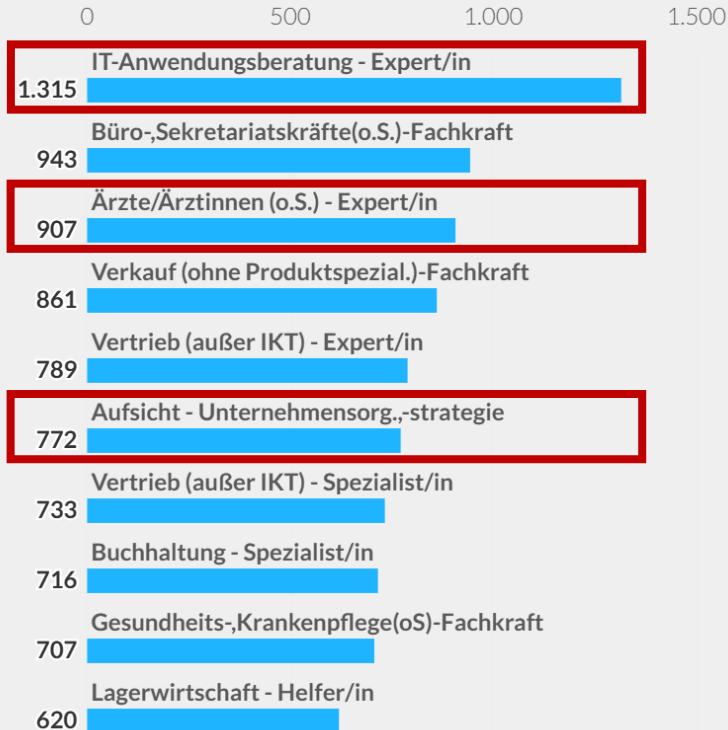 0 500 1.000 1.500
IT-Anwendungsberatung - Expert/in
1.315
Büro-,Sekretariatskräfte(o.S.)-Fachkraft
943
Ärzte/Ärztinnen (o.S.) - Expert/in
907
Verkauf (ohne Produktspezial.)-Fachkraft
861
Vertrieb (außer IKT) - Expert/in
789
Aufsicht - Unternehmensorg.,-strategie
772
Vertrieb (außer IKT) - Spezialist/in
733
Buchhaltung - Spezialist/in
716
Gesundheits-,Krankenpflege(oS)-Fachkraft
707
Lagerwirtschaft - Helfer/in
620